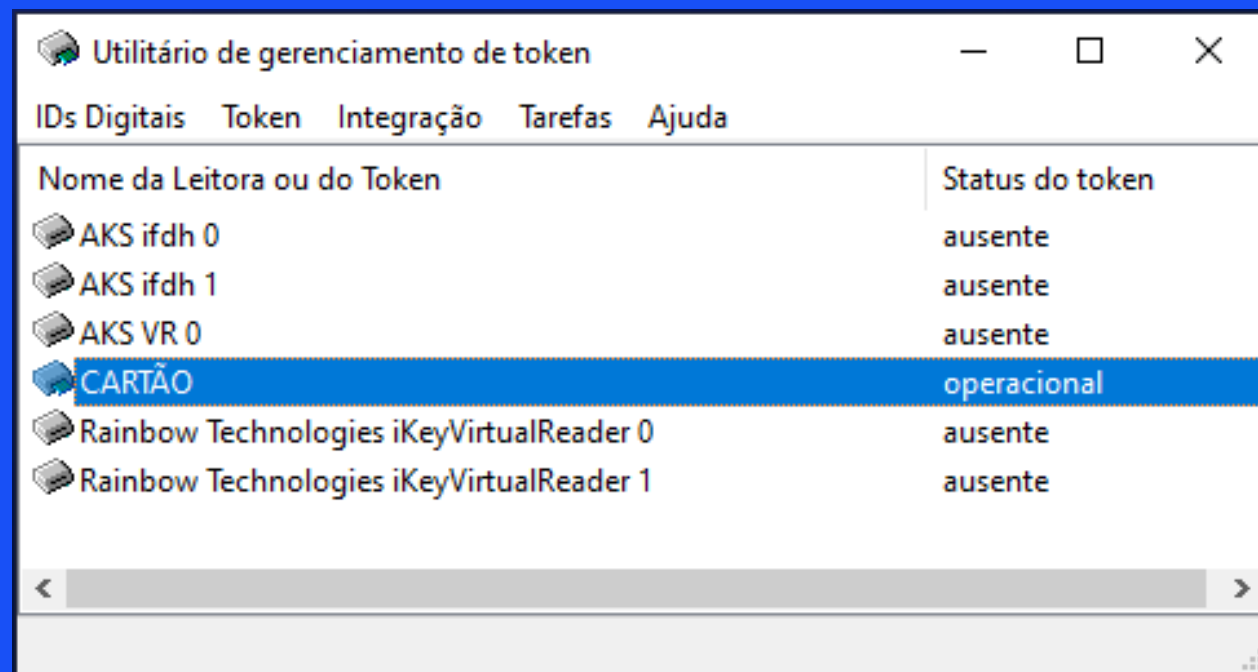 Utilitário de gerenciamento de token
IDs Digitais Token Integração Tarefas Ajuda
Nome da Leitora ou do Token Status do token
AKS ifdh 0 ausente
AKS ifdh 1 ausente
AKS VR 0 ausente
CARTÃO operacional
Rainbow Technologies iKeyVirtualReader 0 ausente
Rainbow Technologies iKeyVirtualReader 1 ausente